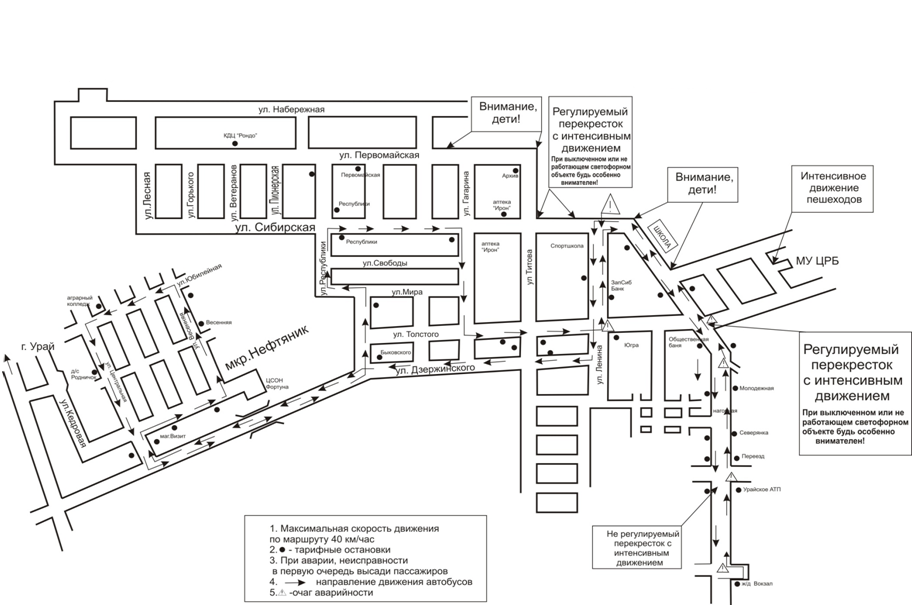 ул. Набережная
КДЦ "Рондо"
ул. Первомайская
Внимание,
дети!
Регулируемый
перекресток
с интенсивным
движением
При выключенном или не
работающем светофорном
объекте будь особенно
внимателен!
Внимание,
дети!
Интенсивное
движение
пешеходов
ул.Лесная
ул.Горького
ул. Ветеранов
ул. Пионерская
Первомайская
Республики
ул. Гагарина
Архив
аптека
"Ирон"
ул. Сибирская
ШКОЛА
МУ ЦРБ
ул.Республики
Республики
ул.Свободы
аптека
"Ирон"
ул. Титова
Спортшкола
ЗапСиб
Банк
ул.Мира
ул. Толстого
Быковского
ул. Дзержинского
ул. Ленина
Югра
Общественная
банк
Регулируемый
перекресток
с интенсивным
движением
При выключенном или не
работающем светофорном
объекте будь особенно
внимателен!
ул.Юбилейная
аграрный
колледж
Весенняя
г. Урай
мкр.Нефтяник
д/с
Родничок
ул. Центральная
ул.Кедровая
ЦСОН
Фортуна
маг.Визит
Молодежная
Северянка
Переезд
Урайское АТП
Не регулируемый
перекресток с
интенсивным
движением
ж/д Вокзал
1. Максимальная скорость движения
по маршруту 40 км/час
2. - тарифные остановки
3. При аварии, неисправности
в первую очередь высади пассажиров
4. направление движения автобусов
5. -очаг аварийности